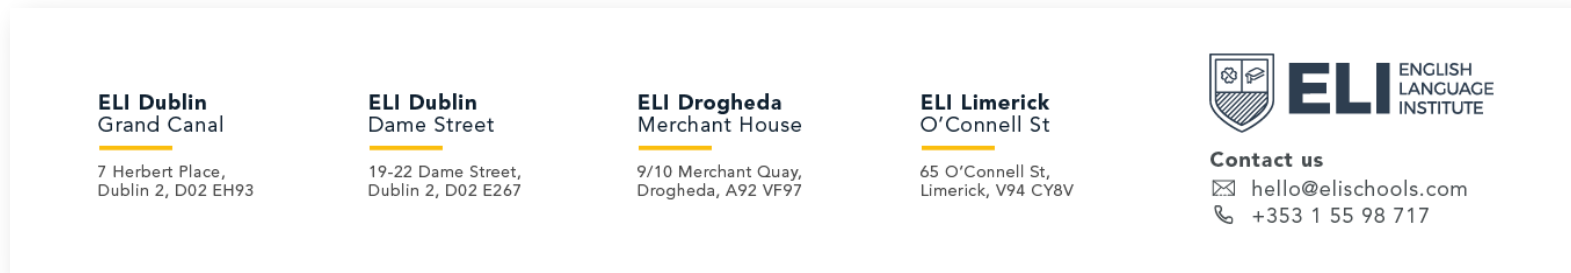 ELI Dublin
Grand Canal
7 Herbert Place,
Dublin 2, D02 EH93
ELI Dublin
Dame Street
19-22 Dame Street,
Dublin 2, D02 E267
ELI Drogheda
Merchant House
9/10 Merchant Quay,
Drogheda, A92 VF97
ELI Limerick
O’Connell St
65 O’Connell St,
Limerick, V94 CY8V
ELI
ENGLISH
LANGUAGE
INSTITUTE
Contact us
hello@elischools.com
+353 1 55 98 717